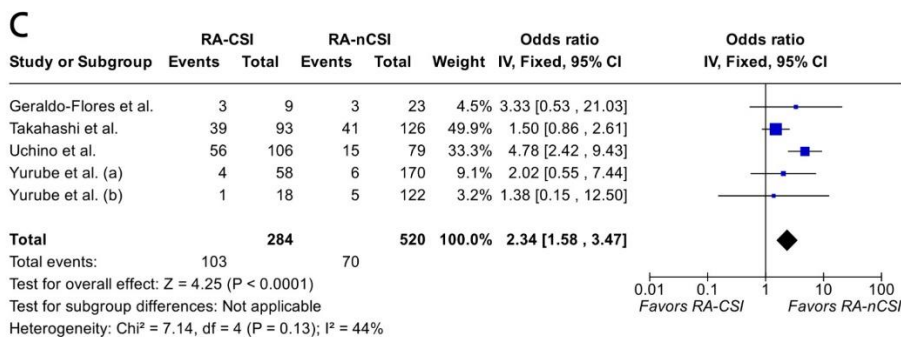 C
RA-CSI RA-nCSI Odds ratio Odds ratio
Study or Subgroup Events Total Events Total Weight IV, Fixed, 95% CI IV, Fixed, 95% CI
Geraldo-Flores et al. 3 9 3 23 4.5% 3.33 [0.53 , 21.03]
Takahashi et al. 39 93 41 126 49.9% 1.50 [0.86 , 2.61]
Uchino et al. 56 106 15 79 33.3% 4.78 [2.42 , 9.43]
Yurube et al. (a) 4 58 6 170 9.1% 2.02 [0.55 , 7.44]
Yurube et al. (b) 1 18 5 122 3.2% 1.38 [0.15 , 12.50]
Total 284 520 100.0% 2.34 [1.58 , 3.47]
Total events: 103 70
Test for overall effect: Z = 4.25 (P < 0.0001)
0.01 0.1 1 10 100
Test for subgroup differences: Not applicable
Favors RA-CSI Favors RA-nCSI
Heterogeneity: Chi² = 7.14, df = 4 (P = 0.13); I² = 44%